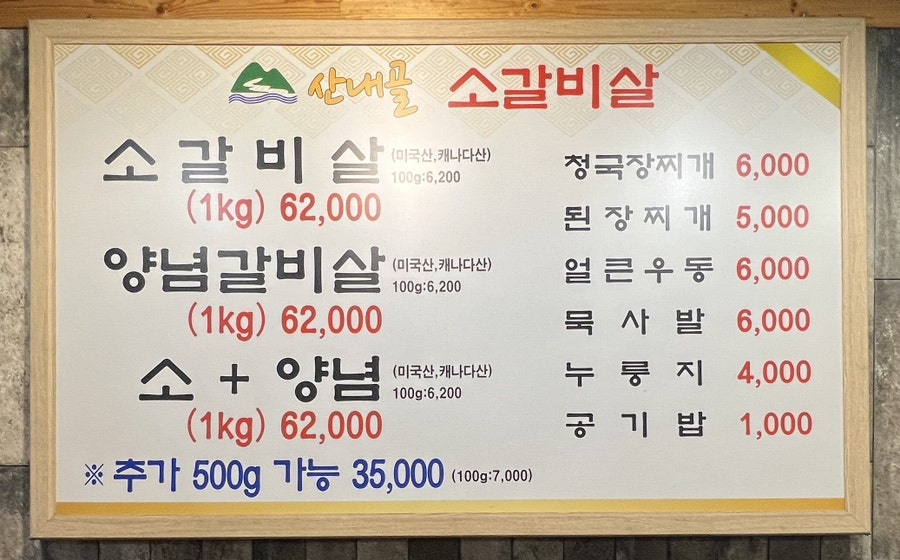 산내골 소갈비살
소갈비살 (미국산,캐나다산)
100g:6,200
(1kg) 62,000
양념갈비살 (미국산,캐나다산)
100g:6,200
(1kg) 62,000
소 + 양념 (미국산,캐나다산)
100g:6,200
(1kg) 62,000
※ 추가 500g 가능 35,000 (100g:7,000)
청국장찌개 6,000
된장찌개 5,000
얼큰우동 6,000
묵사발 6,000
누룽지 4,000
공기밥 1,000